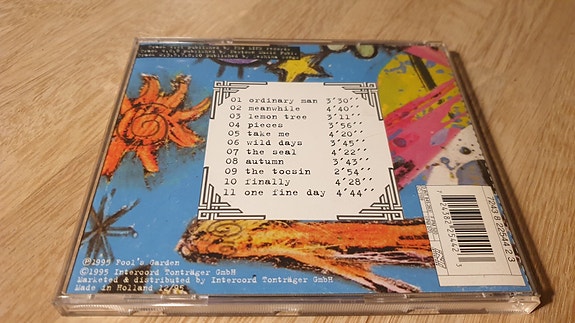 01 ordinary man 3'30''
02 meanwhile 4'40''
03 lemon tree 3'11''
04 pieces 3'56''
05 take me 4'20''
06 wild days 3'45''
07 the seal 4'22''
08 autumn 3'43''
09 the tocsin 2'54''
10 finally 4'28''
11 one fine day 4'44''
℗1995 Fool's Garden
©1995 Intercord Tonträger GmbH
Marketed & distributed by Intercord Tonträger GmbH
Made in Holland